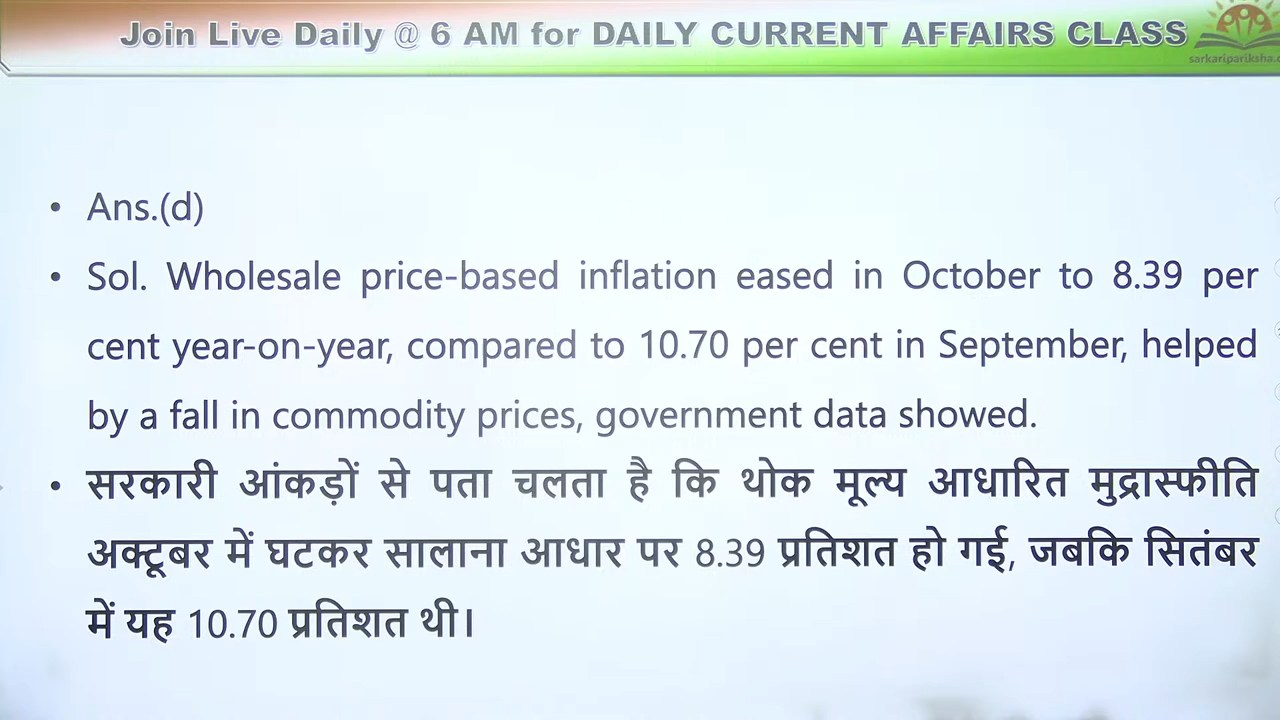 Join Live Daily @ 6 AM for DAILY CURRENT AFFAIRS CLASS
sarkaripariksha.c
• Ans.(d)
• Sol. Wholesale price-based inflation eased in October to 8.39 per
cent year-on-year, compared to 10.70 per cent in September, helped
by a fall in commodity prices, government data showed.
• सरकारी आंकड़ों से पता चलता है कि थोक मूल्य आधारित मुद्रास्फीति
अक्टूबर में घटकर सालाना आधार पर 8.39 प्रतिशत हो गई, जबकि सितंबर
में यह 10.70 प्रतिशत थी।